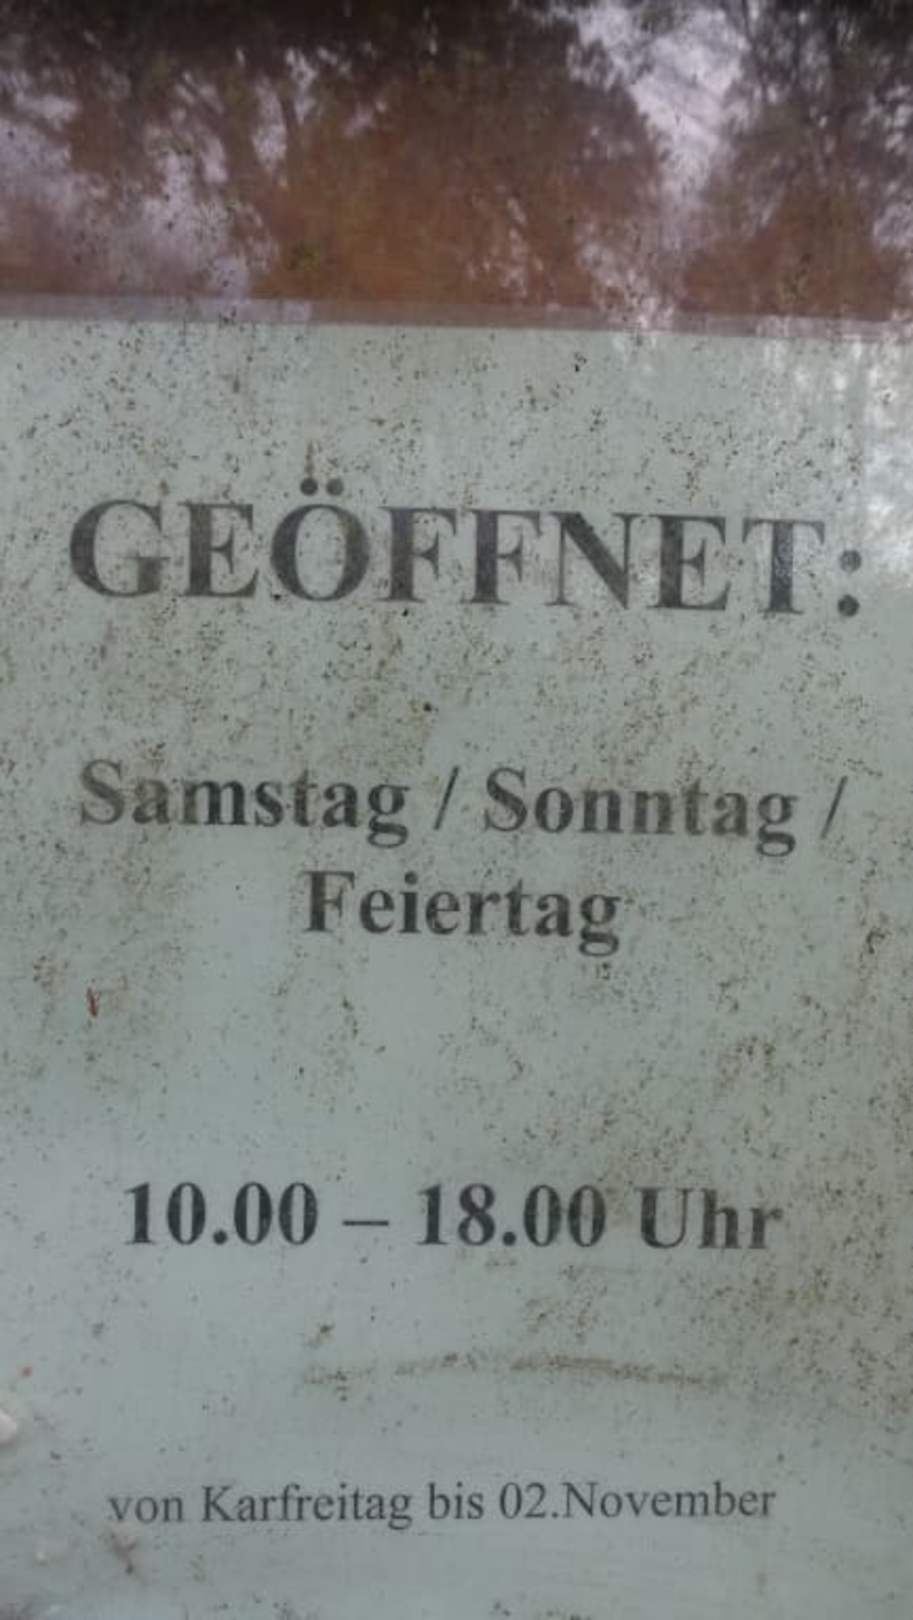 GEÖFFNET:
Samstag / Sonntag /
Feiertag
10.00 – 18.00 Uhr
von Karfreitag bis 02.November